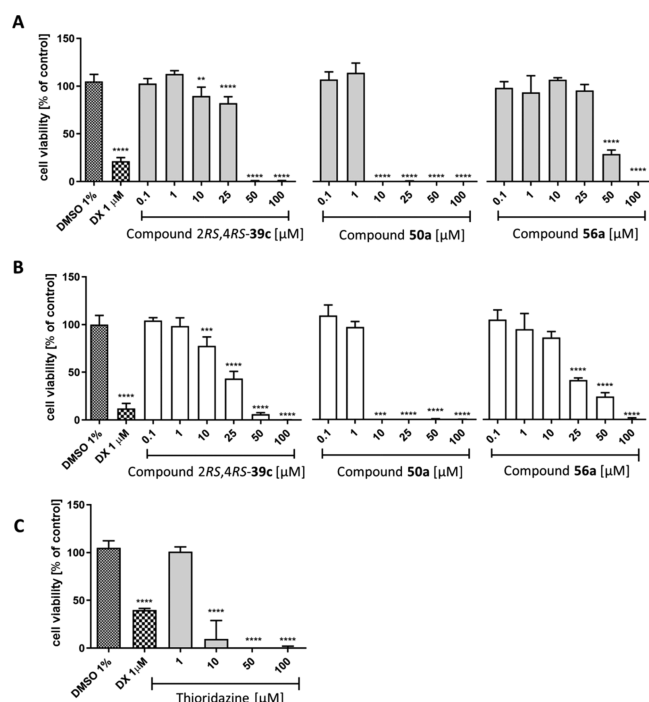 A
cell viability [% of control]
150
100
50
0
** **** **** **** ****
**** **** **** ****
**** ****
****
DMSO 1% DX 1 μM 0.1 1 10 25 50 100 0.1 1 10 25 50 100 0.1 1 10 25 50 100
Compound 2RS,4RS-39c [μM] Compound 50a [μM] Compound 56a [μM]
B
cell viability [% of control]
150
100
50
0
**** *** **** **** ****
*** **** **** ****
**** **** ****
DMSO 1% DX 1 μM 0.1 1 10 25 50 100 0.1 1 10 25 50 100 0.1 1 10 25 50 100
Compound 2RS,4RS-39c [μM] Compound 50a [μM] Compound 56a [μM]
C
cell viability [% of control]
150
100
50
0
**** **** **** ****
DMSO 1% DX 1μM 1 10 50 100
Thioridazine [μM]